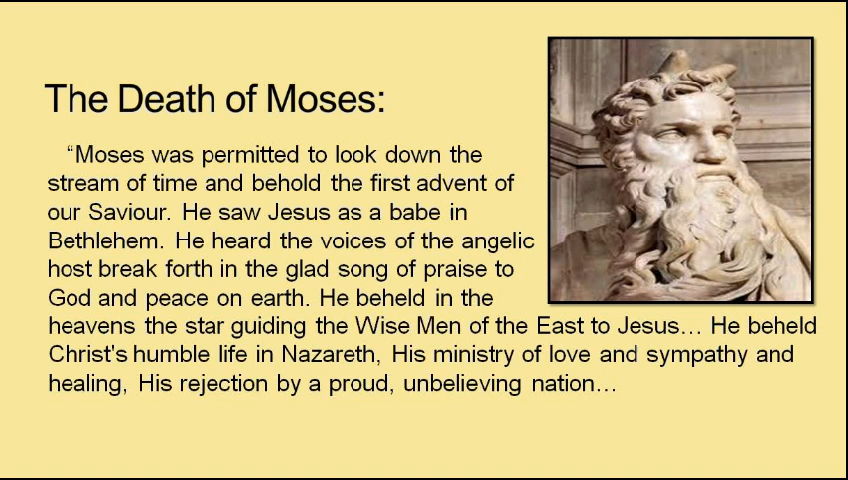 The Death of Moses:
“Moses was permitted to look down the
stream of time and behold the first advent of
our Saviour. He saw Jesus as a babe in
Bethlehem. He heard the voices of the angelic
host break forth in the glad song of praise to
God and peace on earth. He beheld in the
heavens the star guiding the Wise Men of the East to Jesus… He beheld
Christ's humble life in Nazareth, His ministry of love and sympathy and
healing, His rejection by a proud, unbelieving nation…